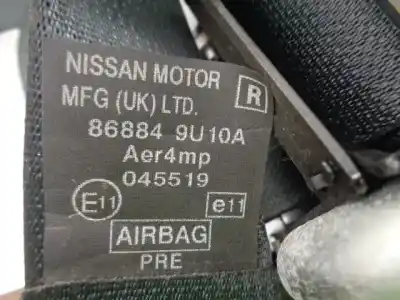 NISSAN MOTOR
MFG (UK) LTD. R
86884 9U10A
Aer4mp
045519
E11 e11
AIRBAG
PRE